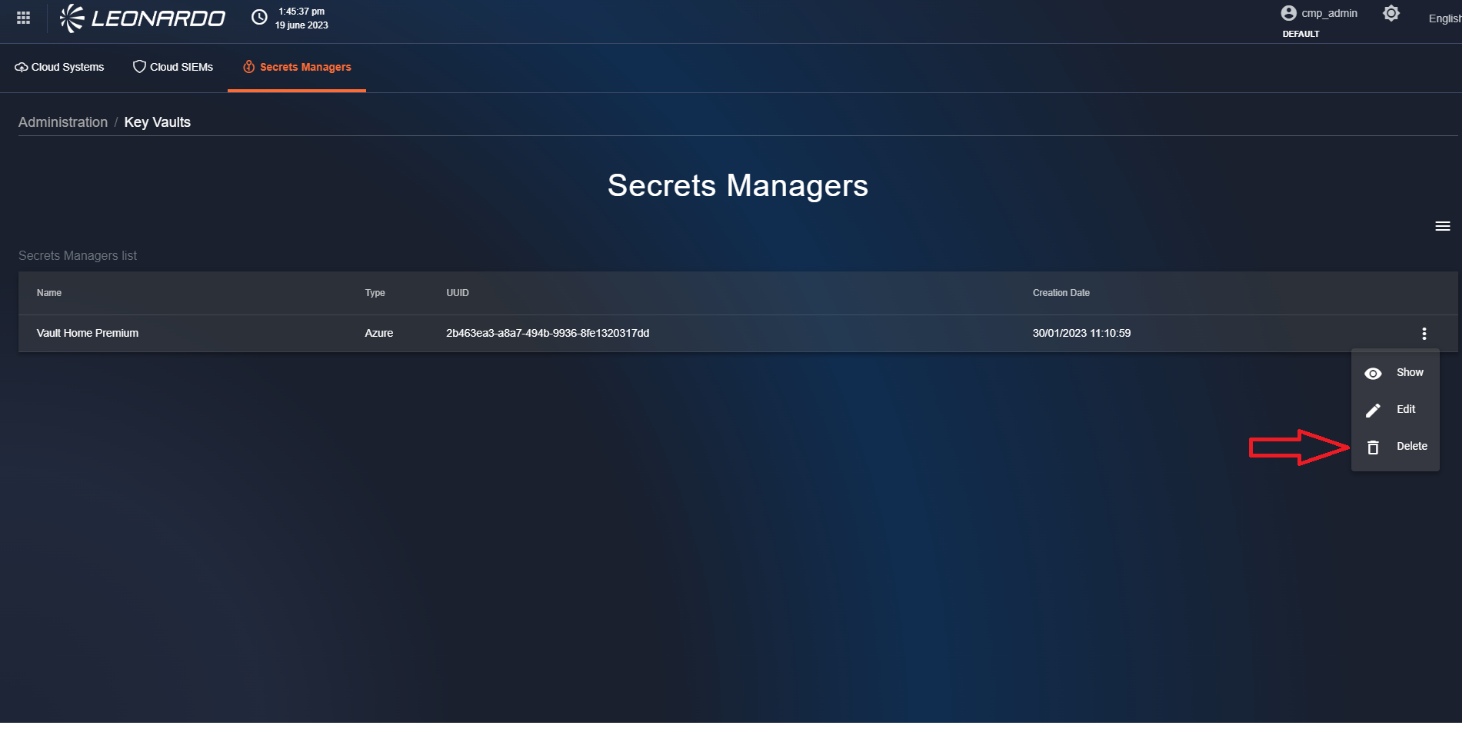 LEONARDO
1:45:37 pm
19 june 2023
cmp_admin
DEFAULT
English
Cloud Systems
Cloud SIEMs
Secrets Managers
Administration / Key Vaults
Secrets Managers
Secrets Managers list
Name Type UUID Creation Date
Vault Home Premium Azure 2b463ea3-a8a7-494b-9936-8fe1320317dd 30/01/2023 11:10:59
Show
Edit
Delete